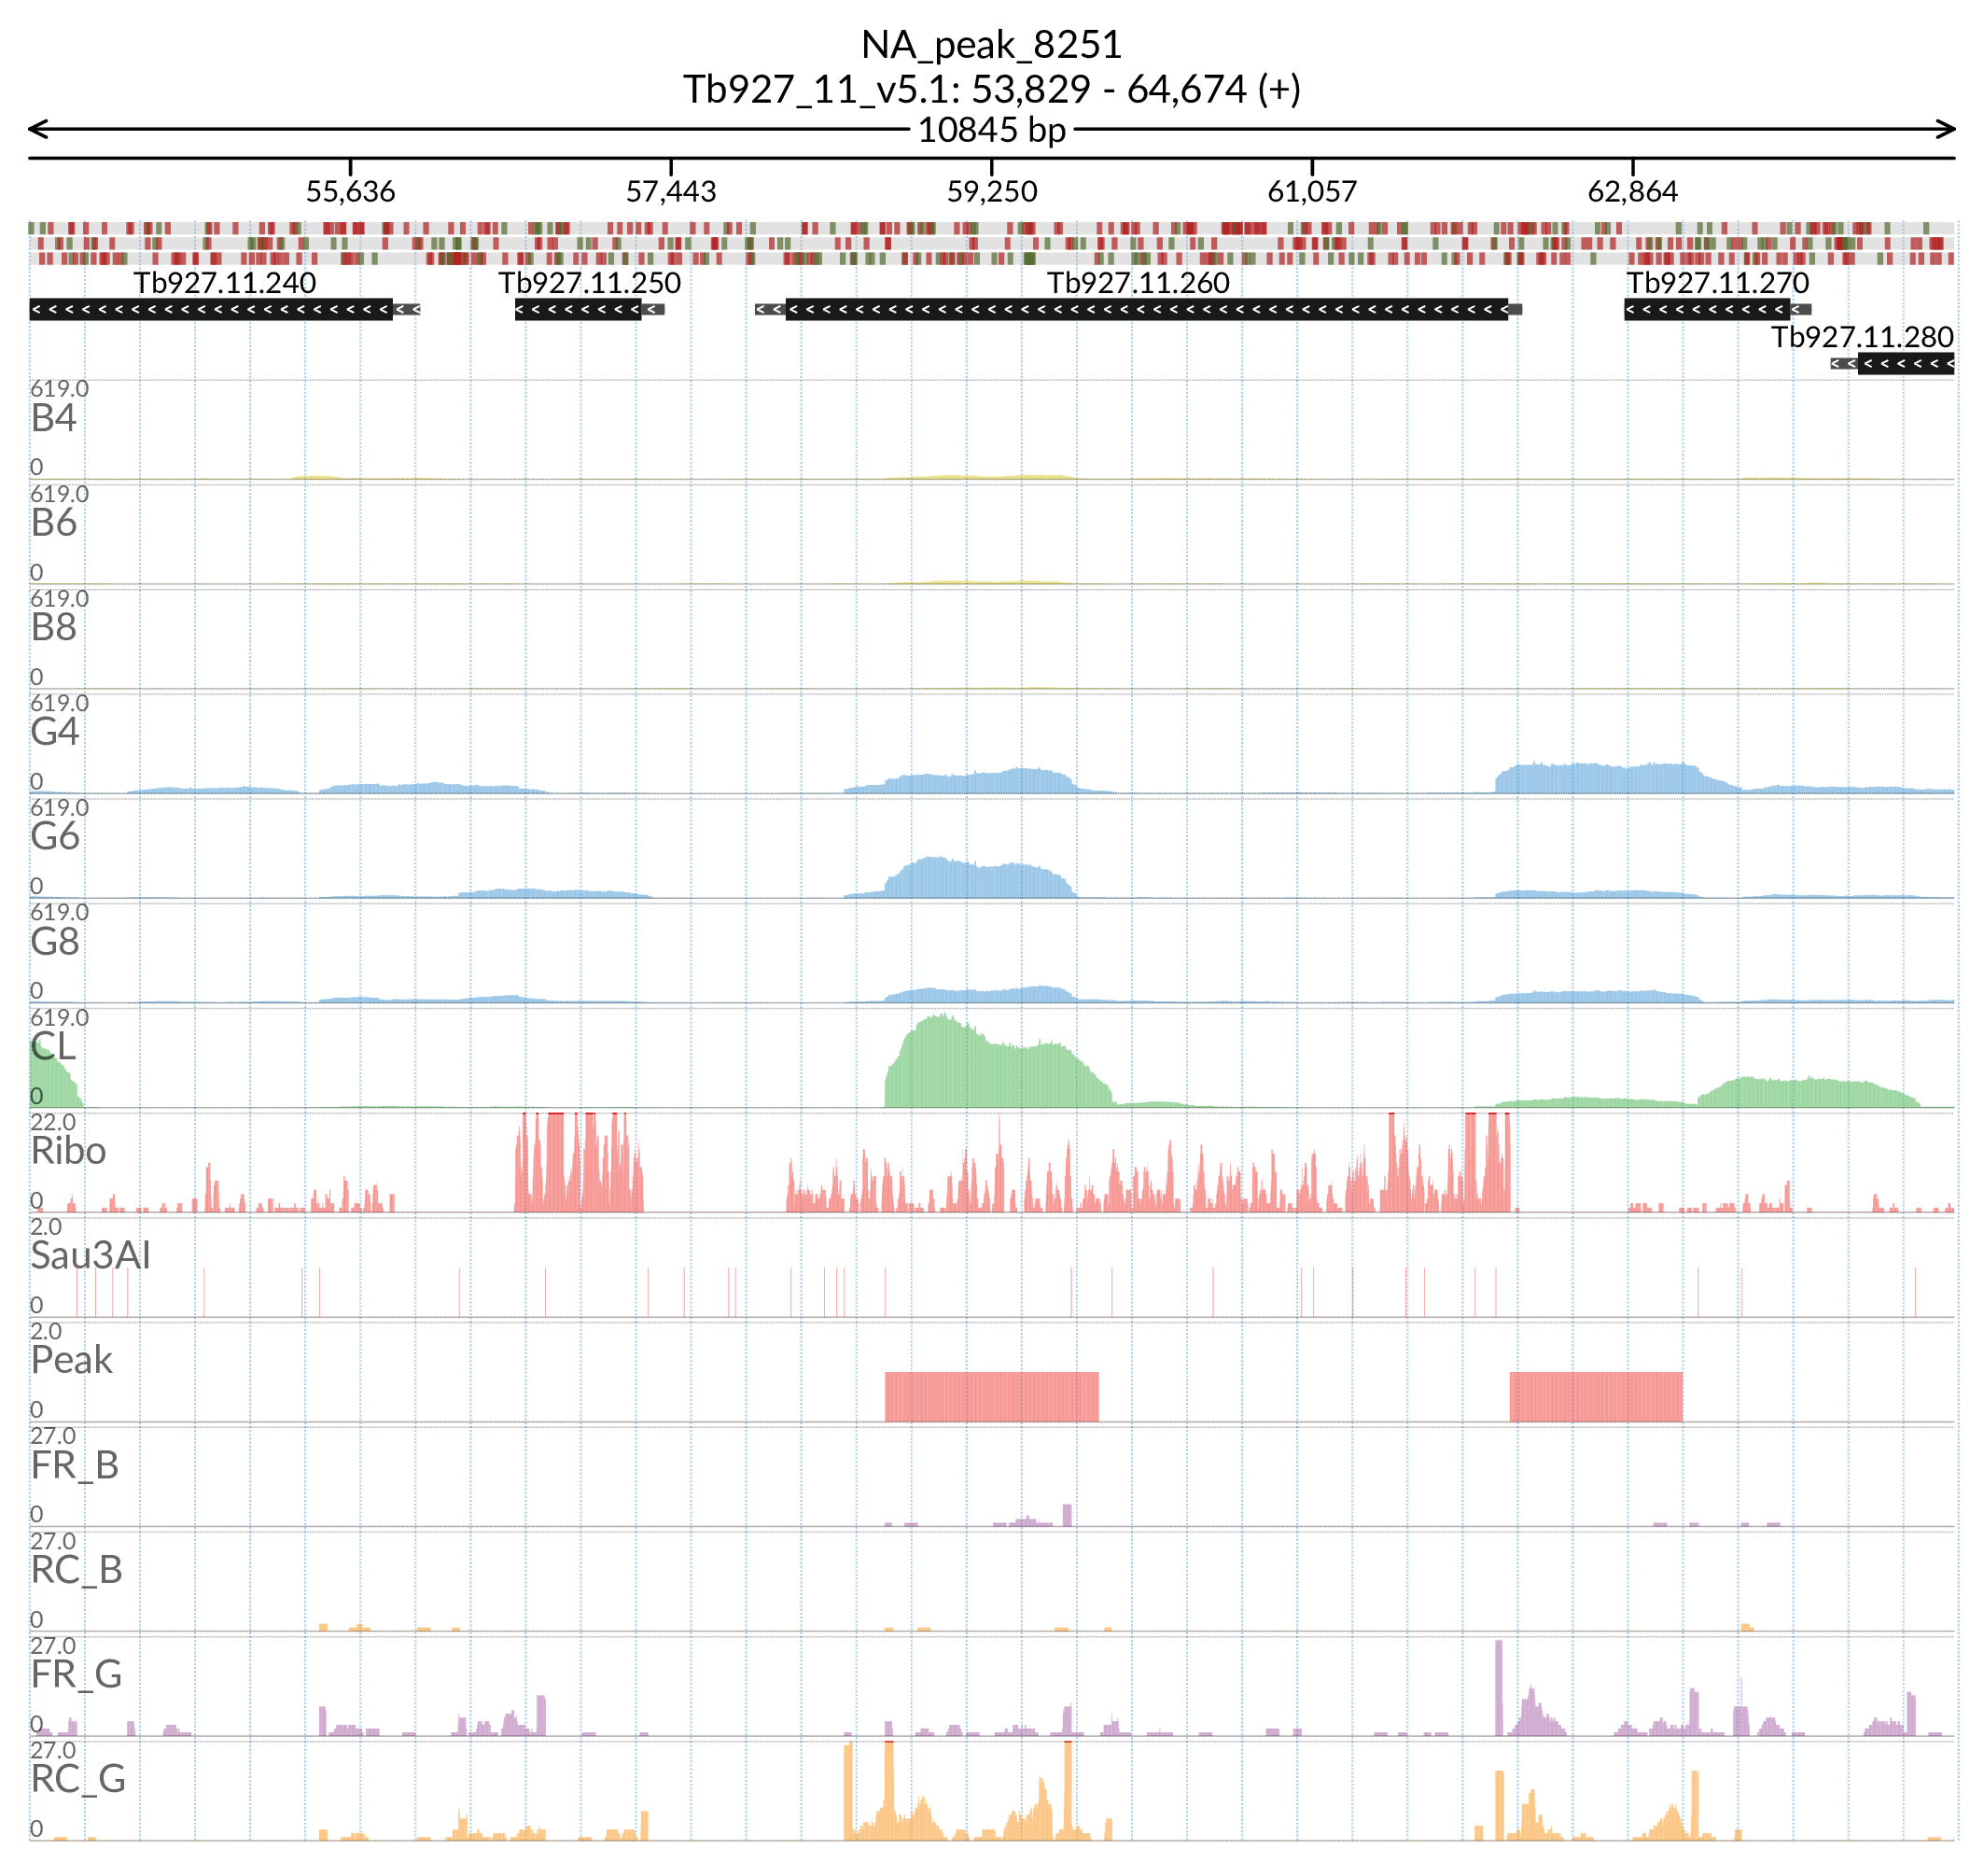 NA_peak_8251
Tb927_11_v5.1: 53,829 - 64,674 (+)
10845 bp
55,636 57,443 59,250 61,057 62,864
Tb927.11.240 Tb927.11.250 Tb927.11.260 Tb927.11.270
Tb927.11.280
619.0
B4
0
619.0
B6
0
619.0
B8
0
619.0
G4
0
619.0
G6
0
619.0
G8
0
619.0
CL
0
22.0
Ribo
0
2.0
Sau3AI
0
2.0
Peak
0
27.0
FR_B
0
27.0
RC_B
0
27.0
FR_G
0
27.0
RC_G
0